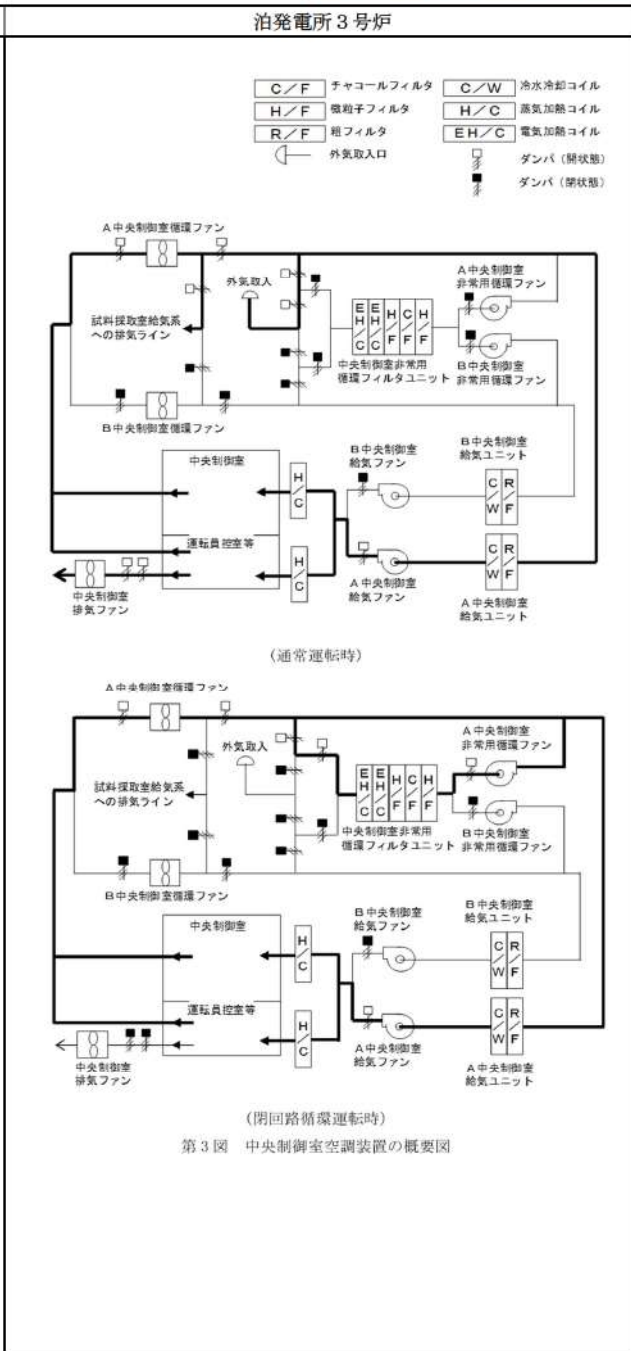 泊発電所3号炉
C/F チャコールフィルタ
C/W 冷水冷却コイル
H/F 微粒子フィルタ
H/C 蒸気加熱コイル
R/F 粗フィルタ
EH/C 電気加熱コイル
外気取入口
ダンパ(開状態)
ダンパ(閉状態)
A中央制御室循環ファン
外気取入
A中央制御室
非常用循環ファン
試料採取室給気系
への排気ライン
EH/C EH/C H/F C/F H/F
中央制御室非常用
循環フィルタユニット
B中央制御室
非常用循環ファン
B中央制御室循環ファン
中央制御室
H/C
B中央制御室
給気ファン
B中央制御室
給気ユニット
C/W R/F
運転員控室等
H/C
C/W R/F
中央制御室
排気ファン
A中央制御室
給気ファン
A中央制御室
給気ユニット
(通常運転時)
A中央制御室循環ファン
外気取入
A中央制御室
非常用循環ファン
試料採取室給気系
への排気ライン
EH/C EH/C H/F C/F H/F
中央制御室非常用
循環フィルタユニット
B中央制御室
非常用循環ファン
B中央制御室循環ファン
中央制御室
H/C
B中央制御室
給気ファン
B中央制御室
給気ユニット
C/W R/F
運転員控室等
H/C
C/W R/F
中央制御室
排気ファン
A中央制御室
給気ファン
A中央制御室
給気ユニット
(閉回路循環運転時)
第3図 中央制御室空調装置の概要図